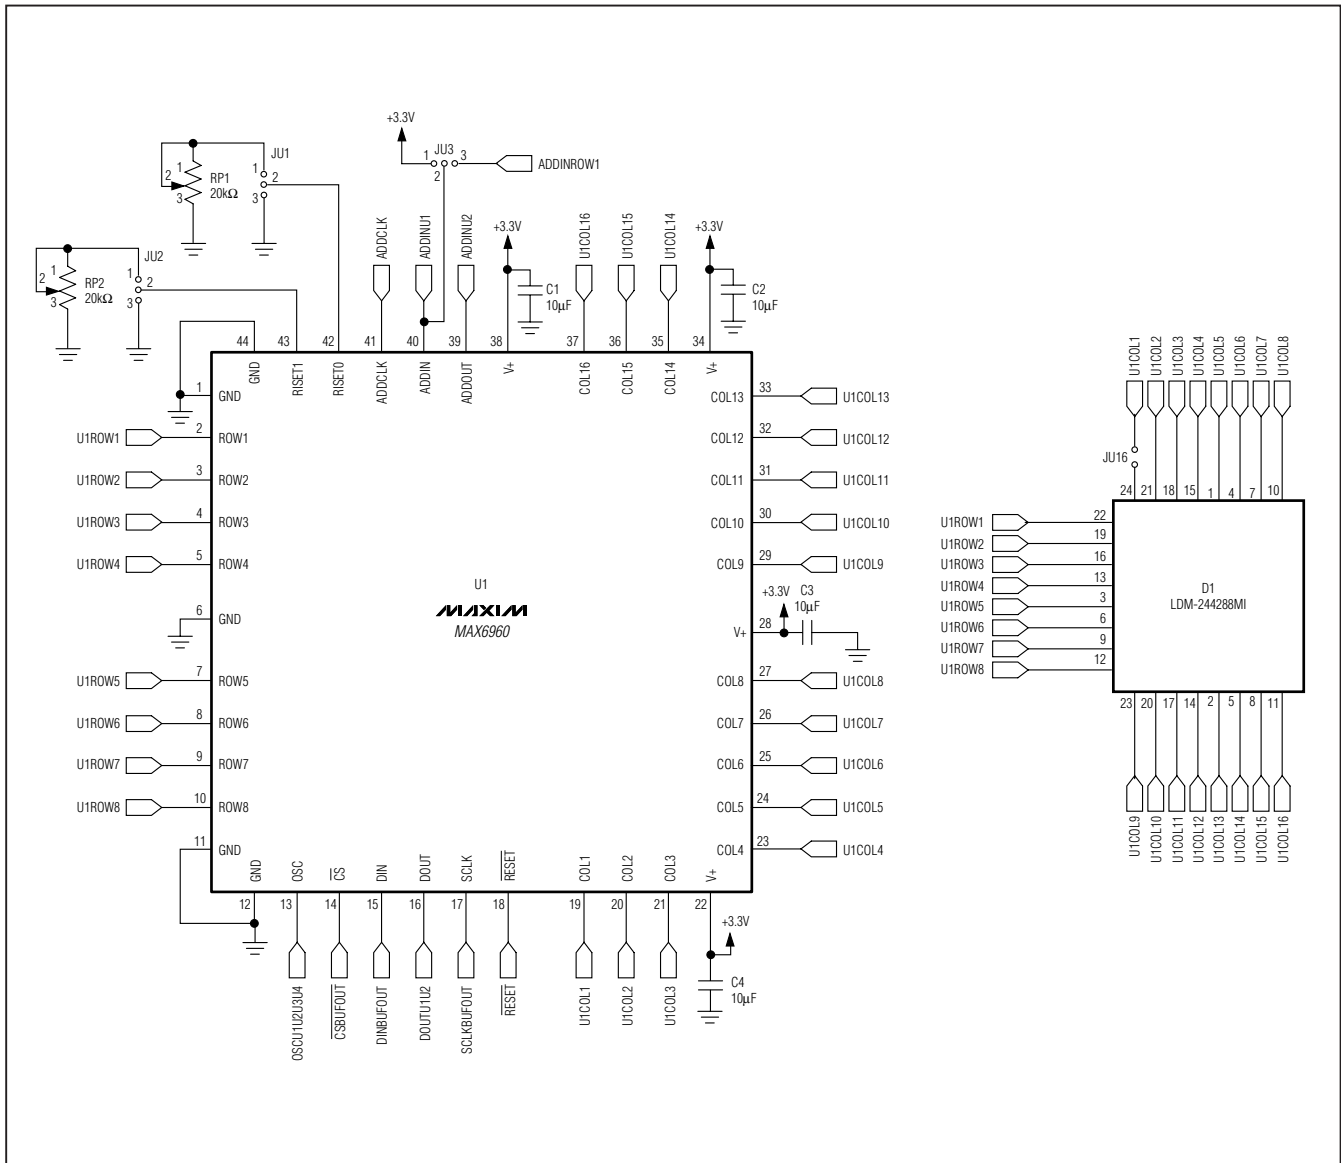 +3.3V
JU1
1
2
3
RP1
20kΩ
1
2
3
JU3
1
2
3
ADDINROW1
JU2
1
2
3
RP2
20kΩ
1
2
3
ADDCLK
ADDINU1
ADDINU2
+3.3V
C1
10µF
U1COL16
U1COL15
U1COL14
+3.3V
C2
10µF
44
43
42
41
40
39
38
37
36
35
34
GND
RISET1
RISET0
ADDCLK
ADDIN
ADOUT
V+
COL16
COL15
COL14
V+
1
GND
U1ROW1
2
ROW1
U1ROW2
3
ROW2
U1ROW3
4
ROW3
U1ROW4
5
ROW4
6
GND
U1ROW5
7
ROW5
U1ROW6
8
ROW6
U1ROW7
9
ROW7
U1ROW8
10
ROW8
11
GND
U1
MAXIM
MAX6960
COL13
33
U1COL13
COL12
32
U1COL12
COL11
31
U1COL11
COL10
30
U1COL10
COL9
29
U1COL9
+3.3V
C3
10µF
V+
28
COL8
27
U1COL8
COL7
26
U1COL7
COL6
25
U1COL6
COL5
24
U1COL5
COL4
23
U1COL4
GND
OSC
CS
DIN
DOUT
SCLK
RESET
COL1
COL2
COL3
V+
12
13
14
15
16
17
18
19
20
21
22
+3.3V
C4
10µF
OSCU1U2U3U4
CSBUFOUT
DINBUFOUT
DOUTU1U2
SCLKBUFOUT
RESET
U1COL1
U1COL2
U1COL3
U1COL1
U1COL2
U1COL3
U1COL4
U1COL5
U1COL6
U1COL7
U1COL8
JU16
24
21
18
15
1
4
7
10
U1ROW1
22
U1ROW2
19
U1ROW3
16
U1ROW4
13
U1ROW5
3
U1ROW6
6
U1ROW7
9
U1ROW8
12
D1
LDM-244288MI
23
20
17
14
2
5
8
11
U1COL9
U1COL10
U1COL11
U1COL12
U1COL13
U1COL14
U1COL15
U1COL16